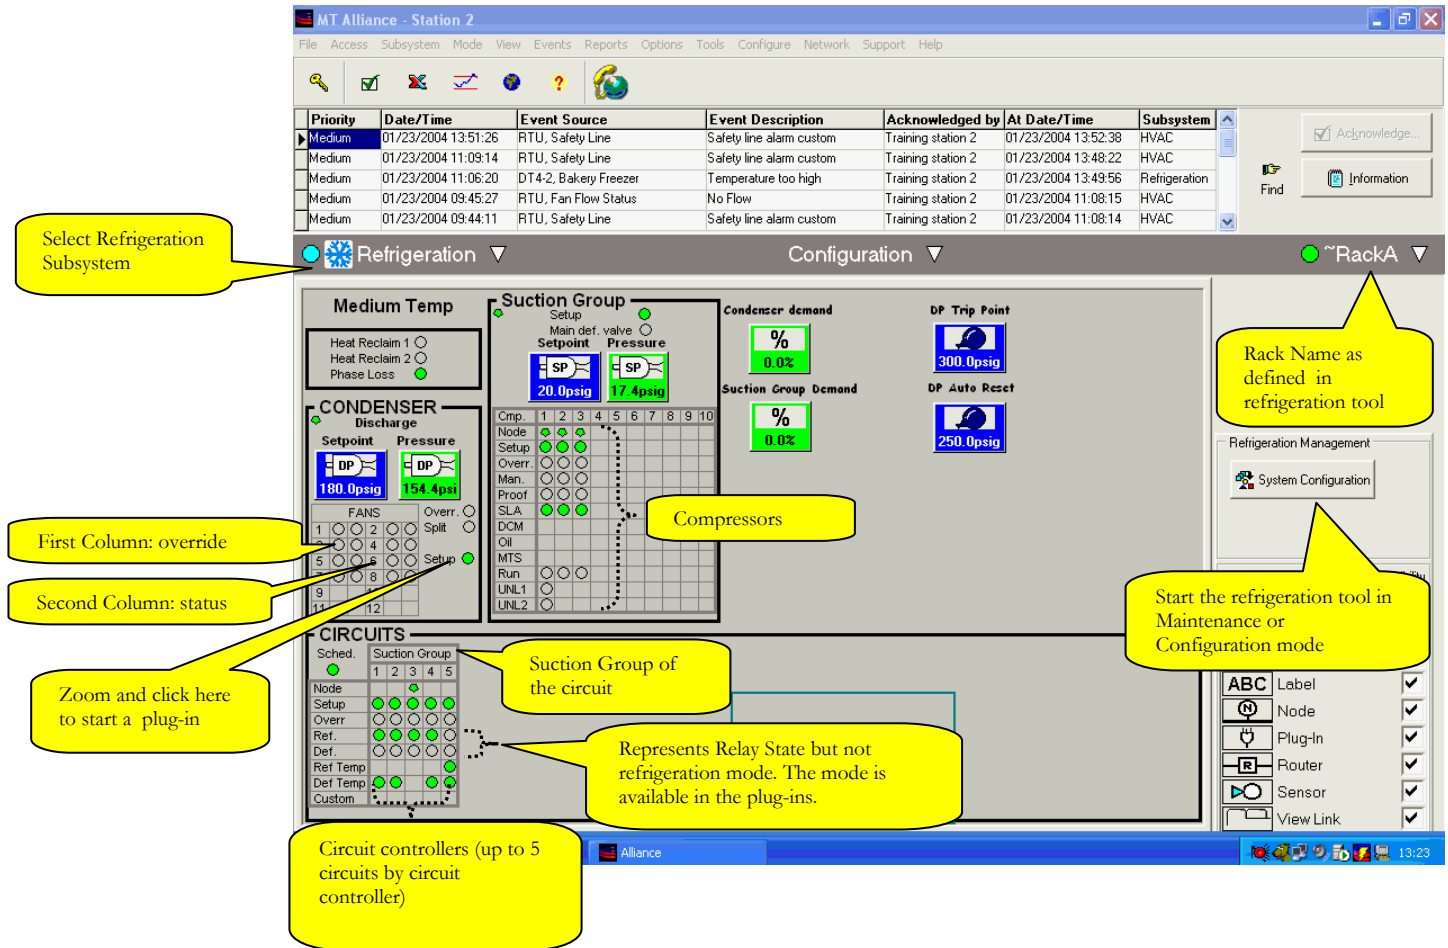 MT Alliance - Station 2
File Access Subsystem Mode View Events Reports Options Tools Configure Network Support Help
Priority Date/Time Event Source Event Description Acknowledged by At Date/Time Subsystem
Medium 01/23/2004 13:51:26 RTU, Safety Line Safety line alarm custom Training station 2 01/23/2004 13:52:38 HVAC
Medium 01/23/2004 11:09:14 RTU, Safety Line Safety line alarm custom Training station 2 01/23/2004 13:48:22 HVAC
Medium 01/23/2004 11:06:20 DT4-2, Bakery Freezer Temperature too high Training station 2 01/23/2004 13:49:56 Refrigeration
Medium 01/23/2004 09:45:27 RTU, Fan Flow Status No Flow Training station 2 01/23/2004 11:08:15 HVAC
Medium 01/23/2004 09:44:11 RTU, Safety Line Safety line alarm custom Training station 2 01/23/2004 11:08:14 HVAC
Acknowledge...
Find
Information
Select Refrigeration
Subsystem
Refrigeration Configuration ~RackA
Medium Temp
Heat Reclaim 1
Heat Reclaim 2
Phase Loss
Suction Group
Setup
Main def. valve
Setpoint Pressure
SP SP
20.0psig 17.4psig
Cmp. 1 2 3 4 5 6 7 8 9 10
Node
Setup
Overr.
Man.
Proof
SLA
DCM
Oil
MTS
Run
UNL1
UNL2
Compressors
Condenser demand
%
0.0%
Suction Group Demand
%
0.0%
DP Trip Point
300.0psig
DP Auto Reset
250.0psig
Rack Name as
defined in
refrigeration tool
Refrigeration Management
System Configuration
Start the refrigeration tool in
Maintenance or
Configuration mode
CONDENSER
Discharge
Setpoint Pressure
DP DP
180.0psig 154.4psi
FANS Overr.
1 2 Split
4
5 6 Setup
8
9
12
First Column: override
Second Column: status
Zoom and click here
to start a plug-in
CIRCUITS
Sched. Suction Group
1 2 3 4 5
Node
Setup
Overr
Ref.
Def.
Ref Temp
Def Temp
Custom
Suction Group of
the circuit
Represents Relay State but not
refrigeration mode. The mode is
available in the plug-ins.
Circuit controllers (up to 5
circuits by circuit
controller)
ABC Label
N Node
Plug-In
R Router
Sensor
View Link
Alliance
13:23